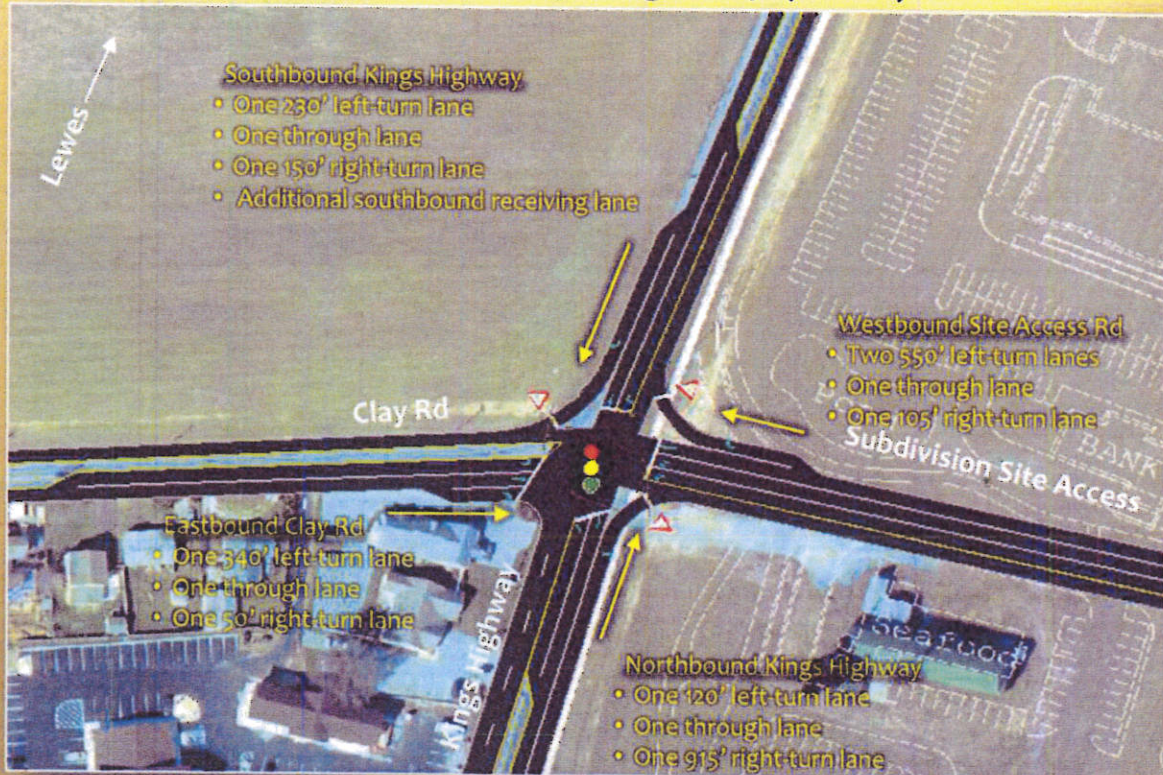 Lewes
Southbound Kings Highway
• One 230' left-turn lane
• One through lane
• One 150' right-turn lane
• Additional southbound receiving lane
Westbound Site Access Rd
• Two 550' left-turn lanes
• One through lane
• One 105' right-turn lane
Clay Rd
Subdivision Site Access
BANK
Eastbound Clay Rd
• One 340' left-turn lane
• One through lane
• One 50' right-turn lane
Kings Highway
seafood
Northbound Kings Highway
• One 120' left-turn lane
• One through lane
• One 915' right-turn lane